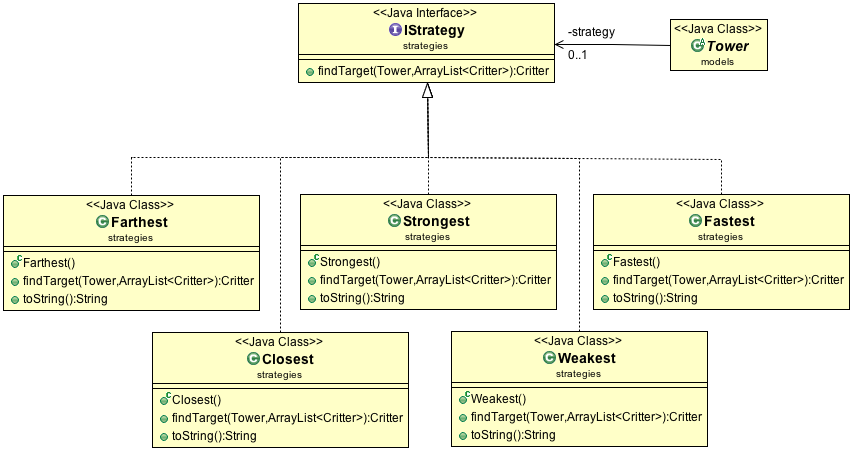 <<Java Interface>>
IStrategy
strategies
findTarget(Tower,ArrayList<Critter>):Critter
-strategy
0..1
<<Java Class>>
Tower
models
<<Java Class>>
Farthest
strategies
Farthest()
findTarget(Tower,ArrayList<Critter>):Critter
toString():String
<<Java Class>>
Strongest
strategies
Strongest()
findTarget(Tower,ArrayList<Critter>):Critter
toString():String
<<Java Class>>
Fastest
strategies
Fastest()
findTarget(Tower,ArrayList<Critter>):Critter
toString():String
<<Java Class>>
Closest
strategies
Closest()
findTarget(Tower,ArrayList<Critter>):Critter
toString():String
<<Java Class>>
Weakest
strategies
Weakest()
findTarget(Tower,ArrayList<Critter>):Critter
toString():String